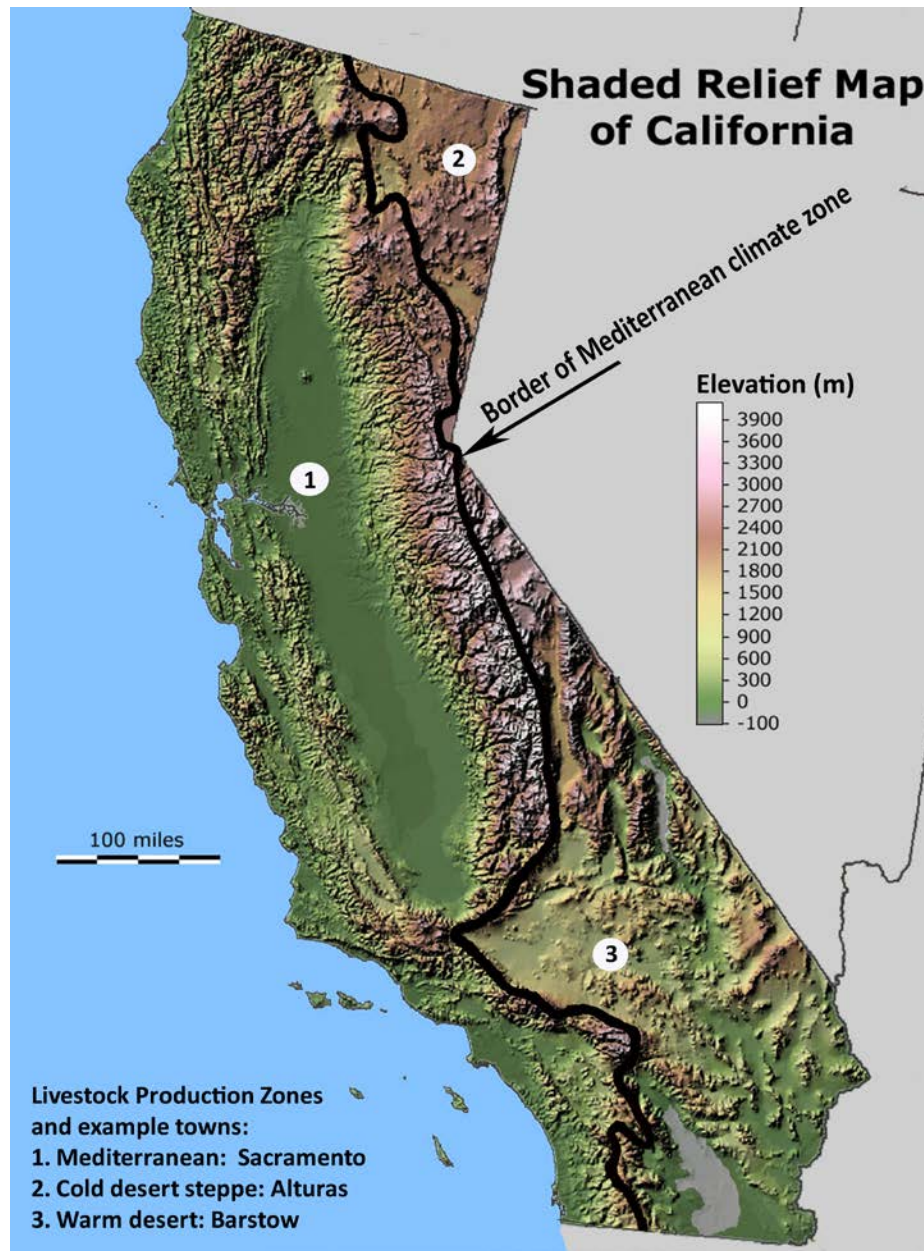 Shaded Relief Map
of California
2
Border of Mediterranean climate zone
Elevation (m)
3900
3600
3300
3000
2700
2400
2100
1800
1500
1200
900
600
300
0
-100
1
100 miles
3
Livestock Production Zones
and example towns:
1. Mediterranean: Sacramento
2. Cold desert steppe: Alturas
3. Warm desert: Barstow